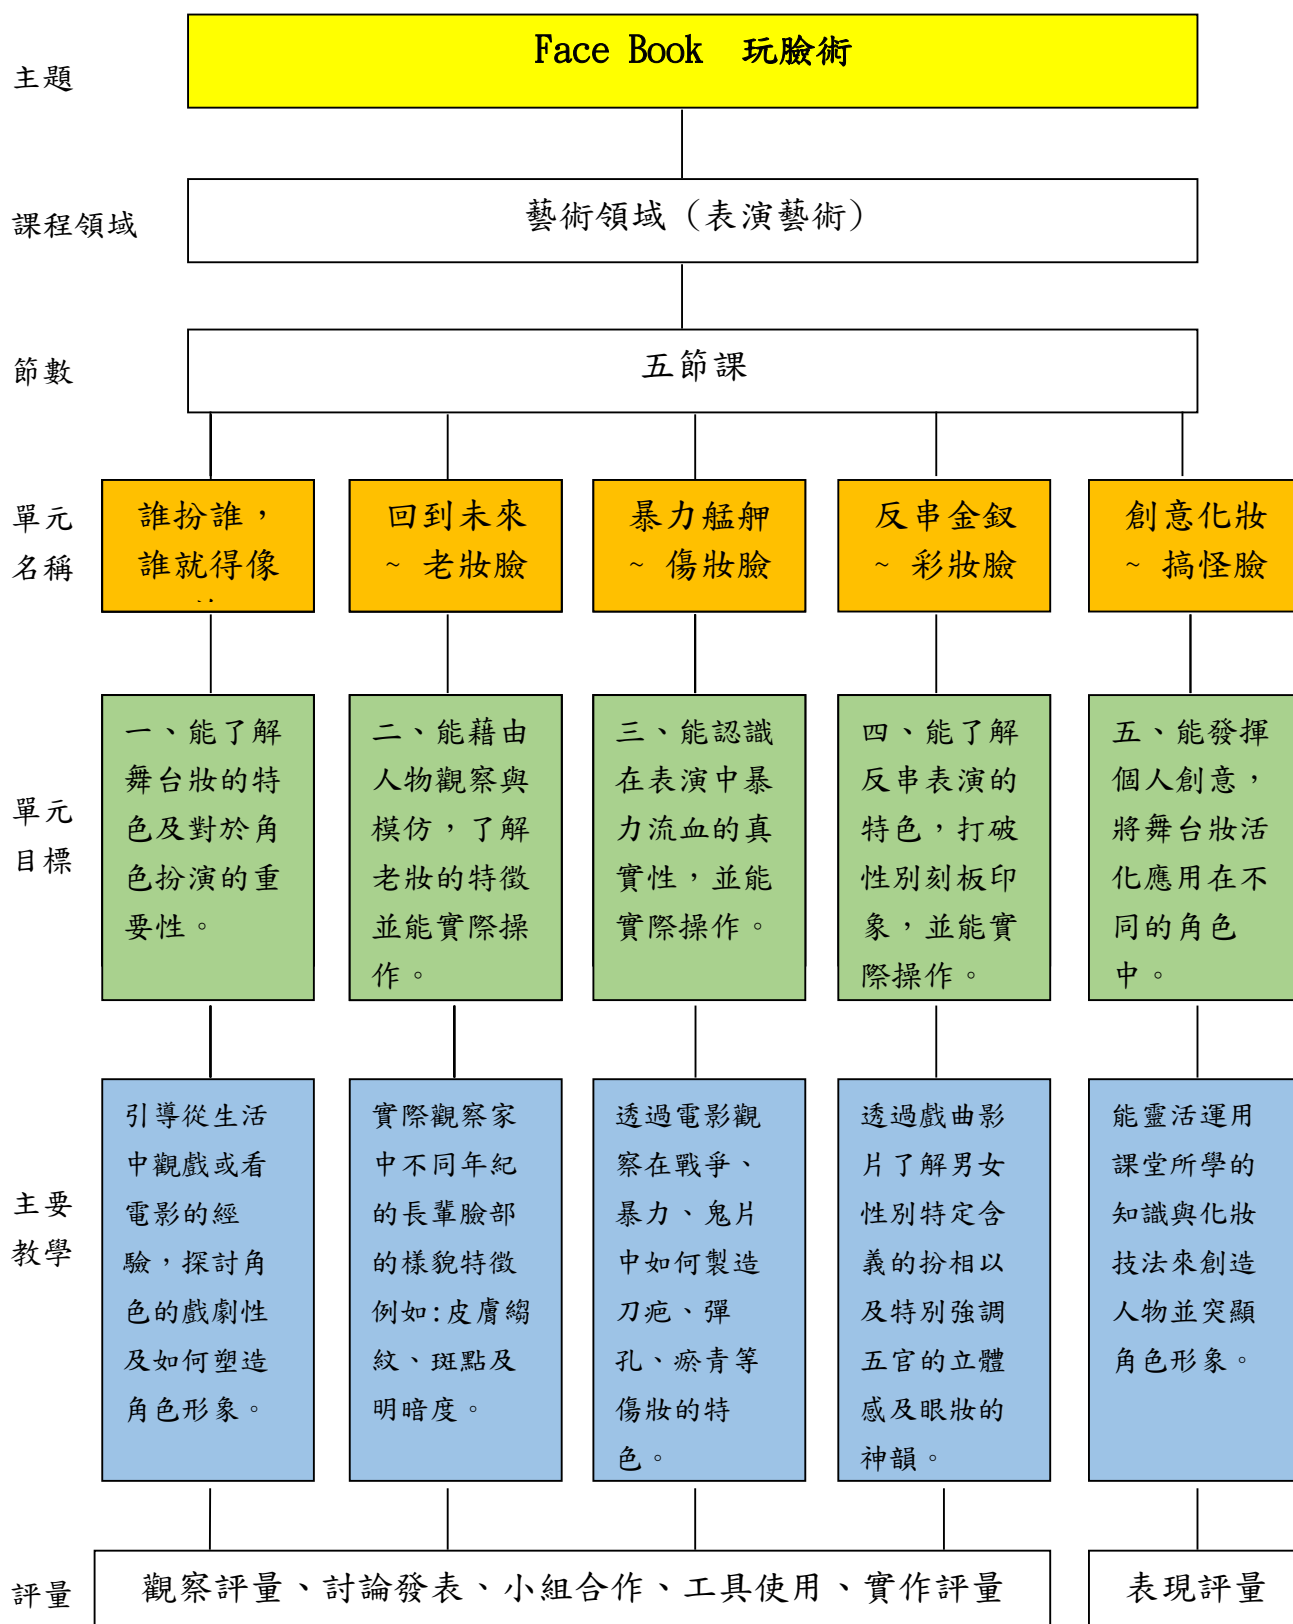 主題
Face Book 玩臉術
課程領域
藝術領域（表演藝術）
節數
五節課
單元
名稱
誰扮誰，
誰就得像
回到未來
~ 老妝臉
暴力艋舺
~ 傷妝臉
反串金釵
~ 彩妝臉
創意化妝
~ 搞怪臉
單元
目標
一、能了解
舞台妝的特
色及對於角
色扮演的重
要性。
二、能藉由
人物觀察與
模仿，了解
老妝的特徵
並能實際操
作。
三、能認識
在表演中暴
力流血的真
實性，並能
實際操作。
四、能了解
反串表演的
特色，打破
性別刻板印
象，並能實
際操作。
五、能發揮
個人創意，
將舞台妝活
化應用在不
同的角色
中。
主要
教學
引導從生活
中觀戲或看
電影的經
驗，探討角
色的戲劇性
及如何塑造
角色形象。
實際觀察家
中不同年紀
的長輩臉部
的樣貌特徵
例如:皮膚縐
紋、斑點及
明暗度。
透過電影觀
察在戰爭、
暴力、鬼片
中如何製造
刀疤、彈
孔、瘀青等
傷妝的特
色。
透過戲曲影
片了解男女
性別特定含
義的扮相以
及特別強調
五官的立體
感及眼妝的
神韻。
能靈活運用
課堂所學的
知識與化妝
技法來創造
人物並突顯
角色形象。
評量
觀察評量、討論發表、小組合作、工具使用、實作評量
表現評量